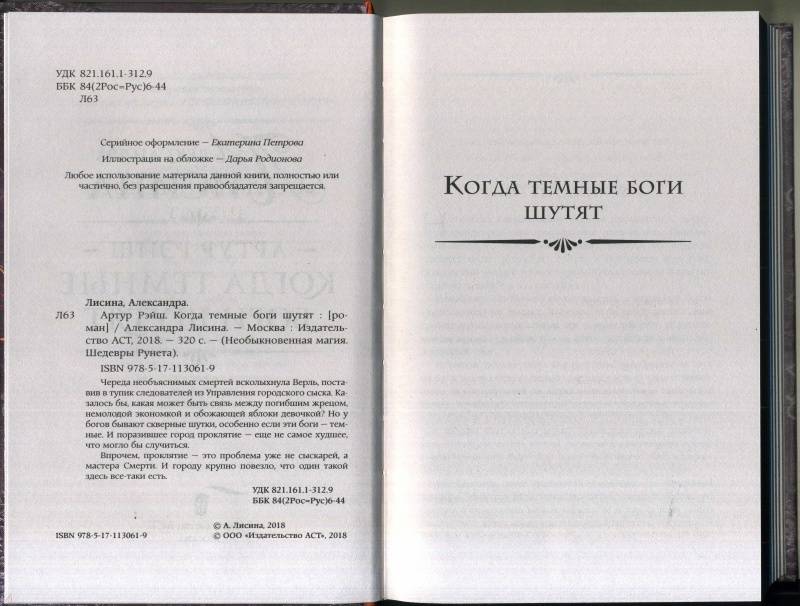 УДК 821.161.1-312.9
ББК 84(2Рос=Рус)6-44
Л63
Серийное оформление — Екатерина Петрова
Иллюстрация на обложке — Дарья Родионова
Любое использование материала данной книги, полностью или
частично, без разрешения правообладателя запрещается.
Лисина, Александра.
Л63 Артур Рэйш. Когда темные боги шутят : [ро-
ман] / Александра Лисина. — Москва : Издатель-
ство АСТ, 2018. — 320 с. — (Необыкновенная магия.
Шедевры Рунета).
ISBN 978-5-17-113061-9
Череда необъяснимых смертей всколыхнула Верль, поста-
вив в тупик следователей из Управления городского сыска. Ка-
залось бы, какая может быть связь между погибшим жрецом,
немолодой экономкой и обожающей яблоки девочкой? Но у
богов бывают скверные шутки, особенно если эти боги — тем-
ные. И поразившее город проклятие — еще не самое худшее,
что могло бы случиться.
Впрочем, проклятие — это проблема уже не сыскарей, а
мастера Смерти. И городу крупно повезло, что один такой
здесь все-таки есть.
УДК 821.161.1-312.9
ББК 84(2Рос=Рус)6-44
© А. Лисина, 2018
ISBN 978-5-17-113061-9 © ООО «Издательство АСТ», 2018
Когда темные боги
шутят